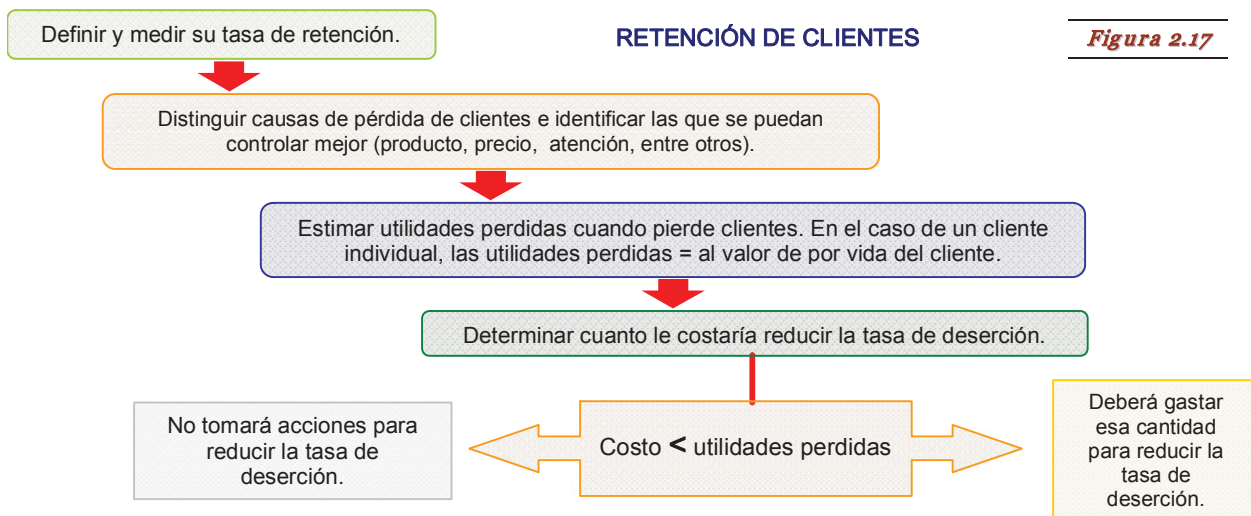 Definir y medir su tasa de retención.
RETENCIÓN DE CLIENTES
Figura 2.17
Distinguir causas de pérdida de clientes e identificar las que se puedan
controlar mejor (producto, precio, atención, entre otros).
Estimar utilidades perdidas cuando pierde clientes. En el caso de un cliente
individual, las utilidades perdidas = al valor de por vida del cliente.
Determinar cuanto le costaría reducir la tasa de deserción.
No tomará acciones para
reducir la tasa de
deserción.
Costo < utilidades perdidas
Deberá gastar
esa cantidad
para reducir la
tasa de
deserción.